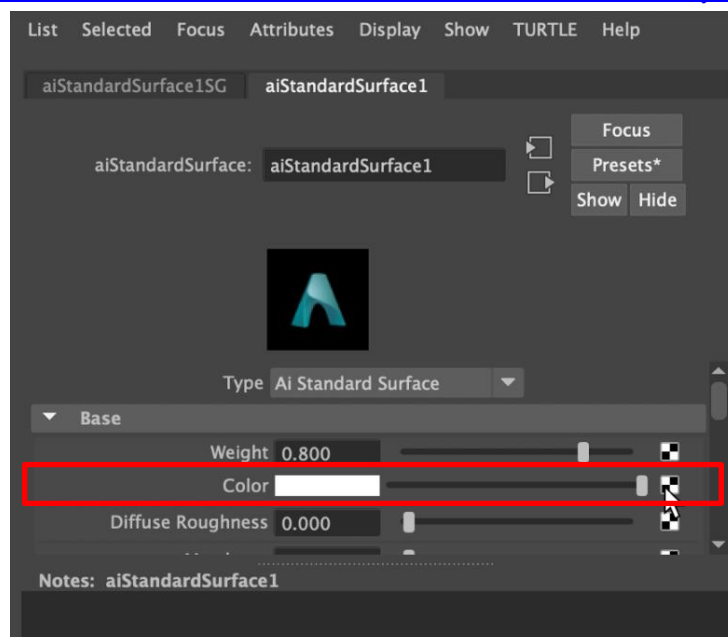 List Selected Focus Attributes Display Show TURTLE Help
aiStandardSurface1SG aiStandardSurface1
Focus
aiStandardSurface: aiStandardSurface1 Presets*
Show Hide
Type Ai Standard Surface
Base
Weight 0.800
Color
Diffuse Roughness 0.000
Notes: aiStandardSurface1